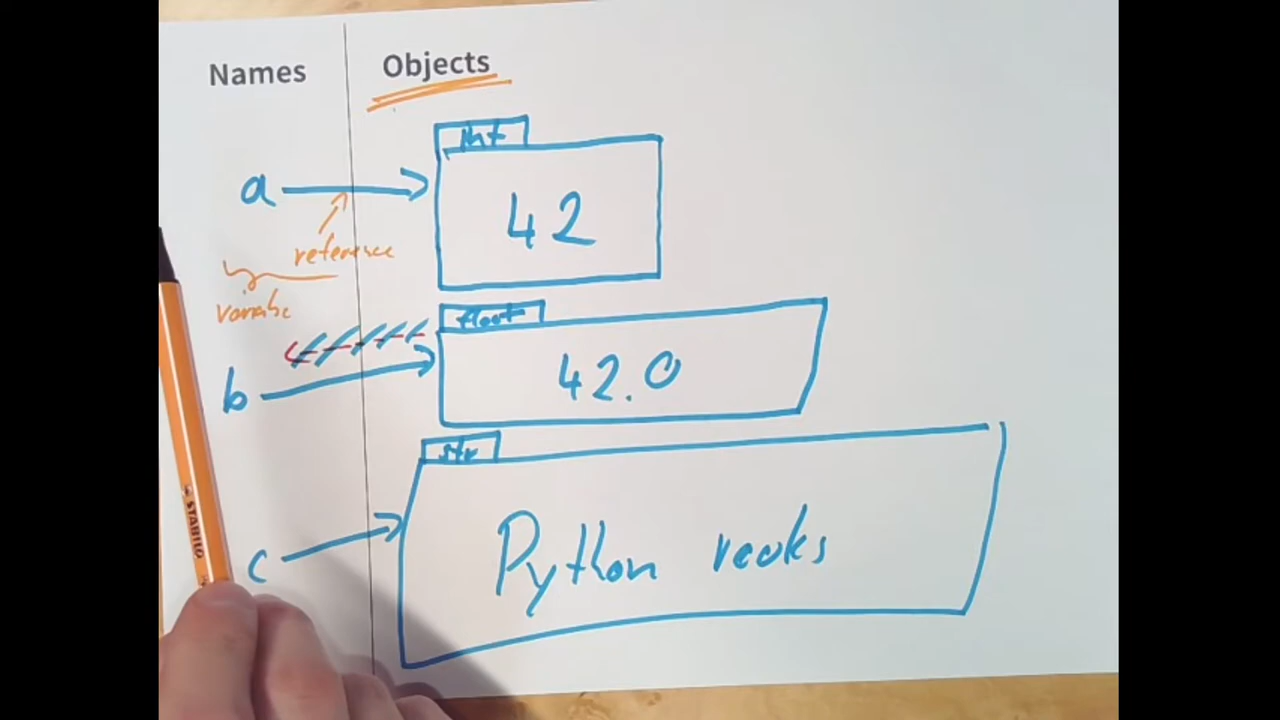 Names
Objects
int
a
42
reference
variable
float
b
42.0
str
c
Python rocks
STABILO